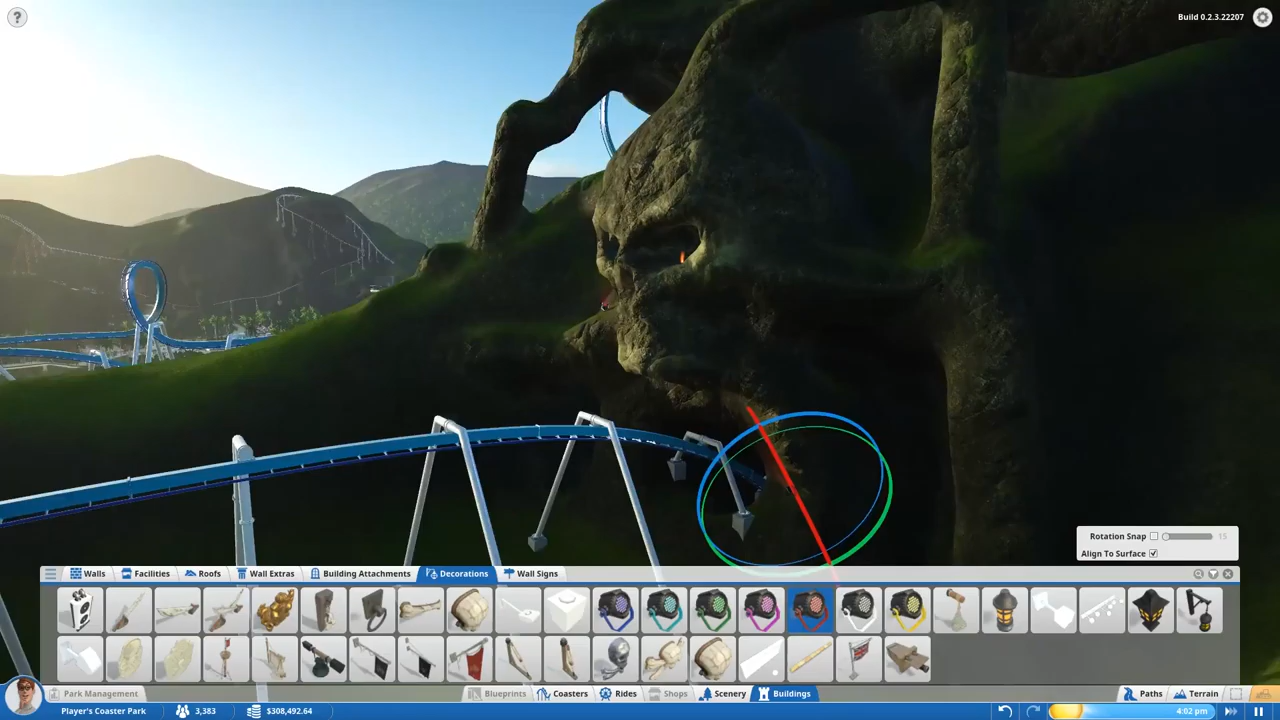 ?
Build 0.2.3.22207
Rotation Snap 15
Align To Surface
Walls Facilities Roofs Wall Extras Building Attachments Decorations Wall Signs
Park Management Blueprints Coasters Rides Shops Scenery Buildings Paths Terrain
Player's Coaster Park 3,383 $308,492.64 4:02 pm